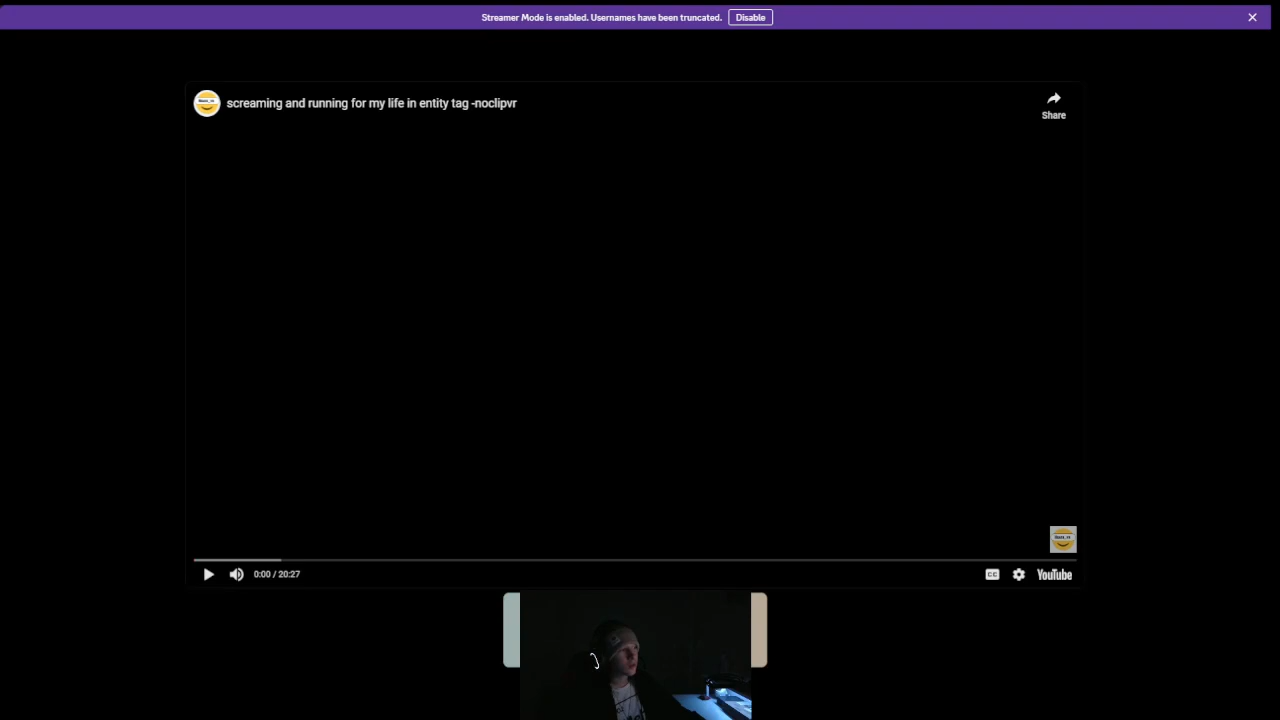 Streamer Mode is enabled. Usernames have been truncated. Disable
screaming and running for my life in entity tag -noclipvr
Share
0:00 / 20:27
CC
YouTube